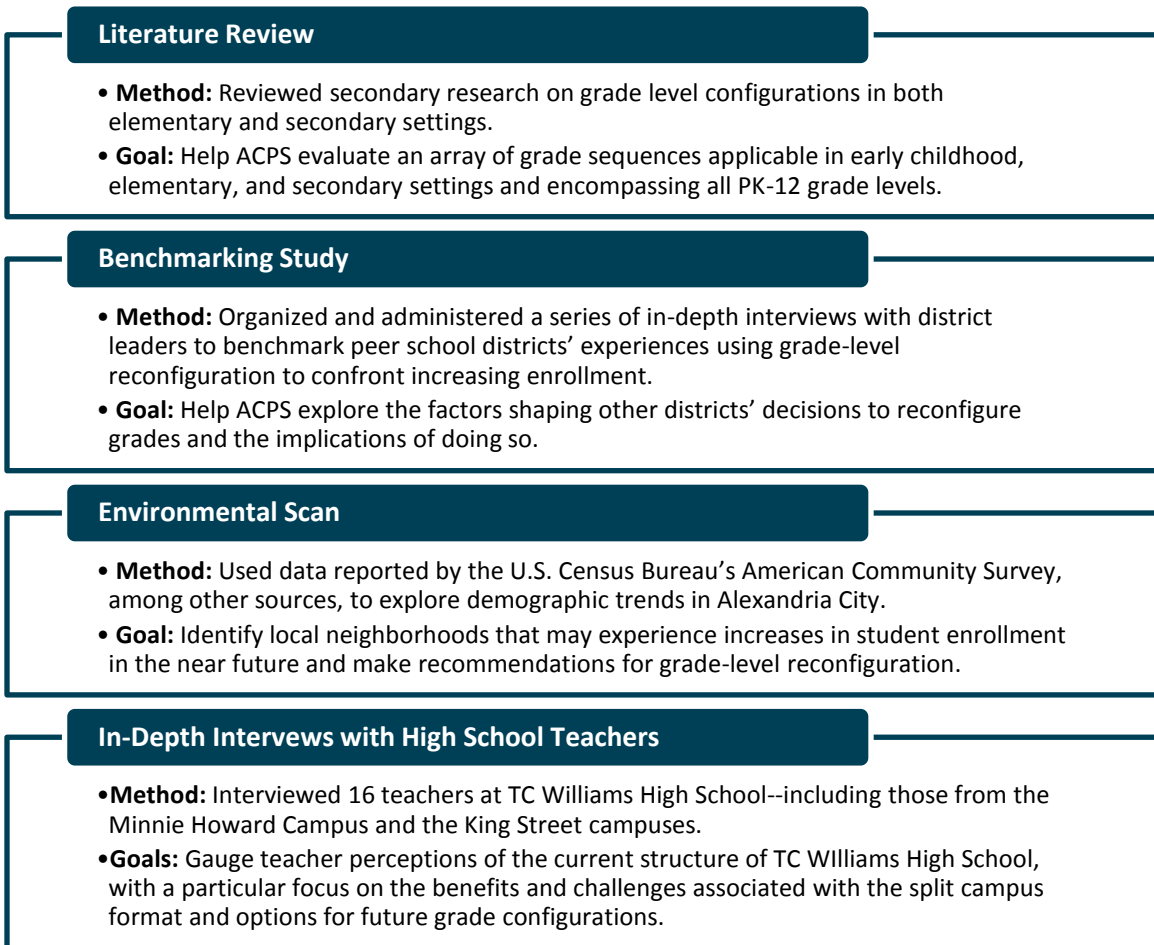 Literature Review
• Method: Reviewed secondary research on grade level configurations in both
elementary and secondary settings.
• Goal: Help ACPS evaluate an array of grade sequences applicable in early childhood,
elementary, and secondary settings and encompassing all PK-12 grade levels.
Benchmarking Study
• Method: Organized and administered a series of in-depth interviews with district
leaders to benchmark peer school districts’ experiences using grade-level
reconfiguration to confront increasing enrollment.
• Goal: Help ACPS explore the factors shaping other districts’ decisions to reconfigure
grades and the implications of doing so.
Environmental Scan
• Method: Used data reported by the U.S. Census Bureau’s American Community Survey,
among other sources, to explore demographic trends in Alexandria City.
• Goal: Identify local neighborhoods that may experience increases in student enrollment
in the near future and make recommendations for grade-level reconfiguration.
In-Depth Intervews with High School Teachers
•Method: Interviewed 16 teachers at TC Williams High School--including those from the
Minnie Howard Campus and the King Street campuses.
•Goals: Gauge teacher perceptions of the current structure of TC WIlliams High School,
with a particular focus on the benefits and challenges associated with the split campus
format and options for future grade configurations.